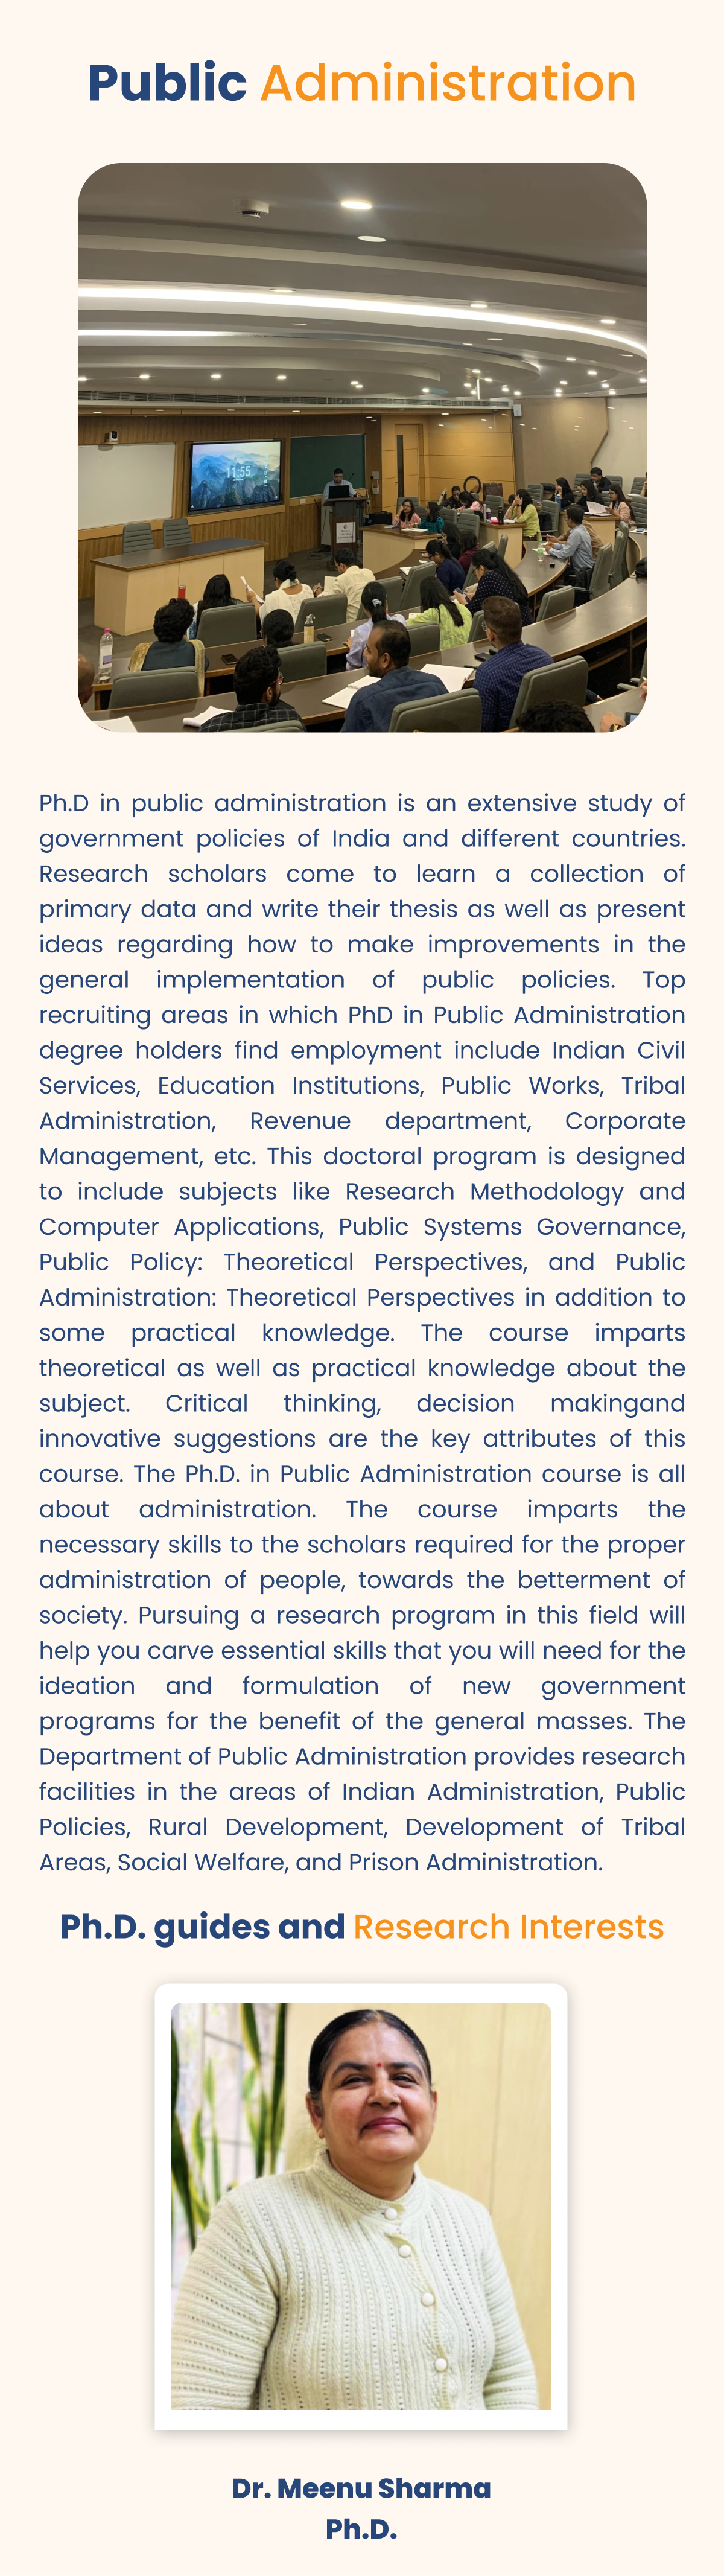 Public Administration
11:55
Ph.D in public administration is an extensive study of
government policies of India and different countries.
Research scholars come to learn a collection of
primary data and write their thesis as well as present
ideas regarding how to make improvements in the
general implementation of public policies. Top
recruiting areas in which PhD in Public Administration
degree holders find employment include Indian Civil
Services, Education Institutions, Public Works, Tribal
Administration, Revenue department, Corporate
Management, etc. This doctoral program is designed
to include subjects like Research Methodology and
Computer Applications, Public Systems Governance,
Public Policy: Theoretical Perspectives, and Public
Administration: Theoretical Perspectives in addition to
some practical knowledge. The course imparts
theoretical as well as practical knowledge about the
subject. Critical thinking, decision makingand
innovative suggestions are the key attributes of this
course. The Ph.D. in Public Administration course is all
about administration. The course imparts the
necessary skills to the scholars required for the proper
administration of people, towards the betterment of
society. Pursuing a research program in this field will
help you carve essential skills that you will need for the
ideation and formulation of new government
programs for the benefit of the general masses. The
Department of Public Administration provides research
facilities in the areas of Indian Administration, Public
Policies, Rural Development, Development of Tribal
Areas, Social Welfare, and Prison Administration.
Ph.D. guides and Research Interests
Dr. Meenu Sharma
Ph.D.